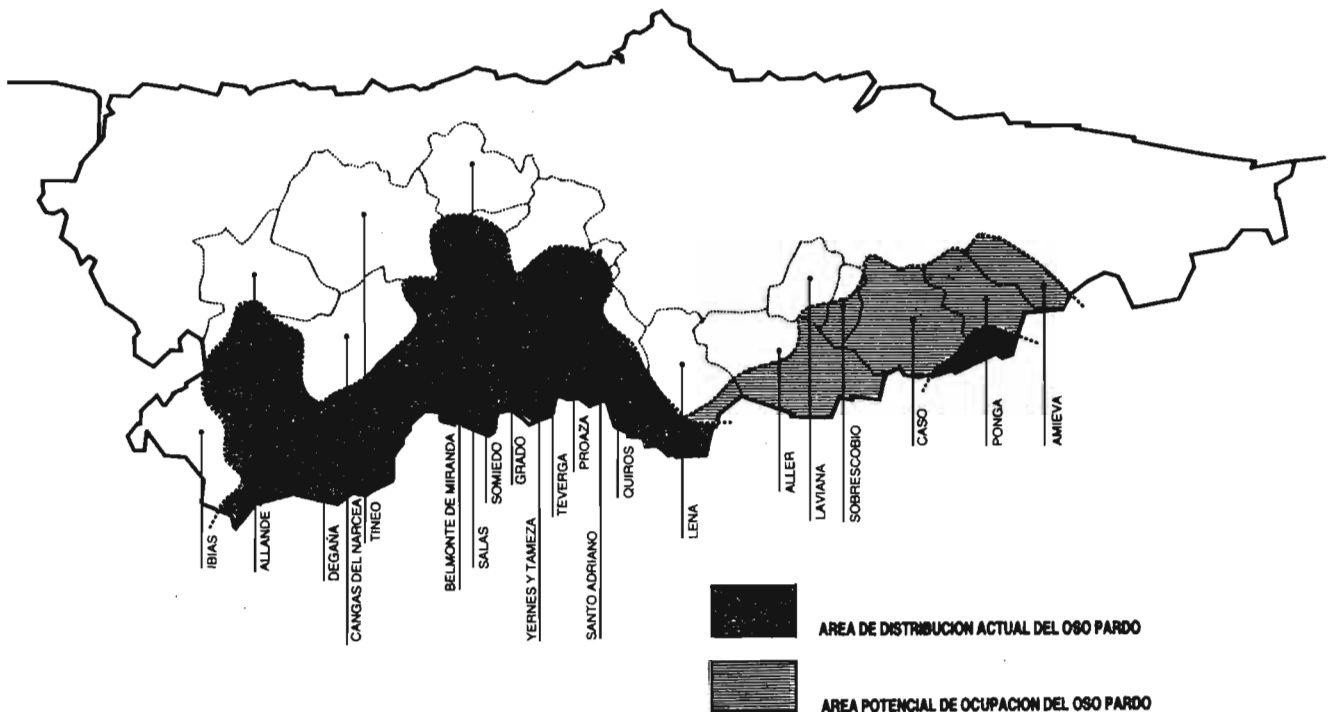 IBIAS
ALLANDE
DEGAÑA
CANGAS DEL NARCEA
TINEO
BELMONTE DE MIRANDA
SALAS
SOMIEDO
GRADO
YERNES Y TAMEZA
TEVERGA
PROAZA
SANTO ADRIANO
QUIROS
LENA
ALLER
LAVIANA
SOBRESCOBIO
CASO
PONGA
AMIEVA
AREA DE DISTRIBUCION ACTUAL DEL OSO PARDO
AREA POTENCIAL DE OCUPACION DEL OSO PARDO